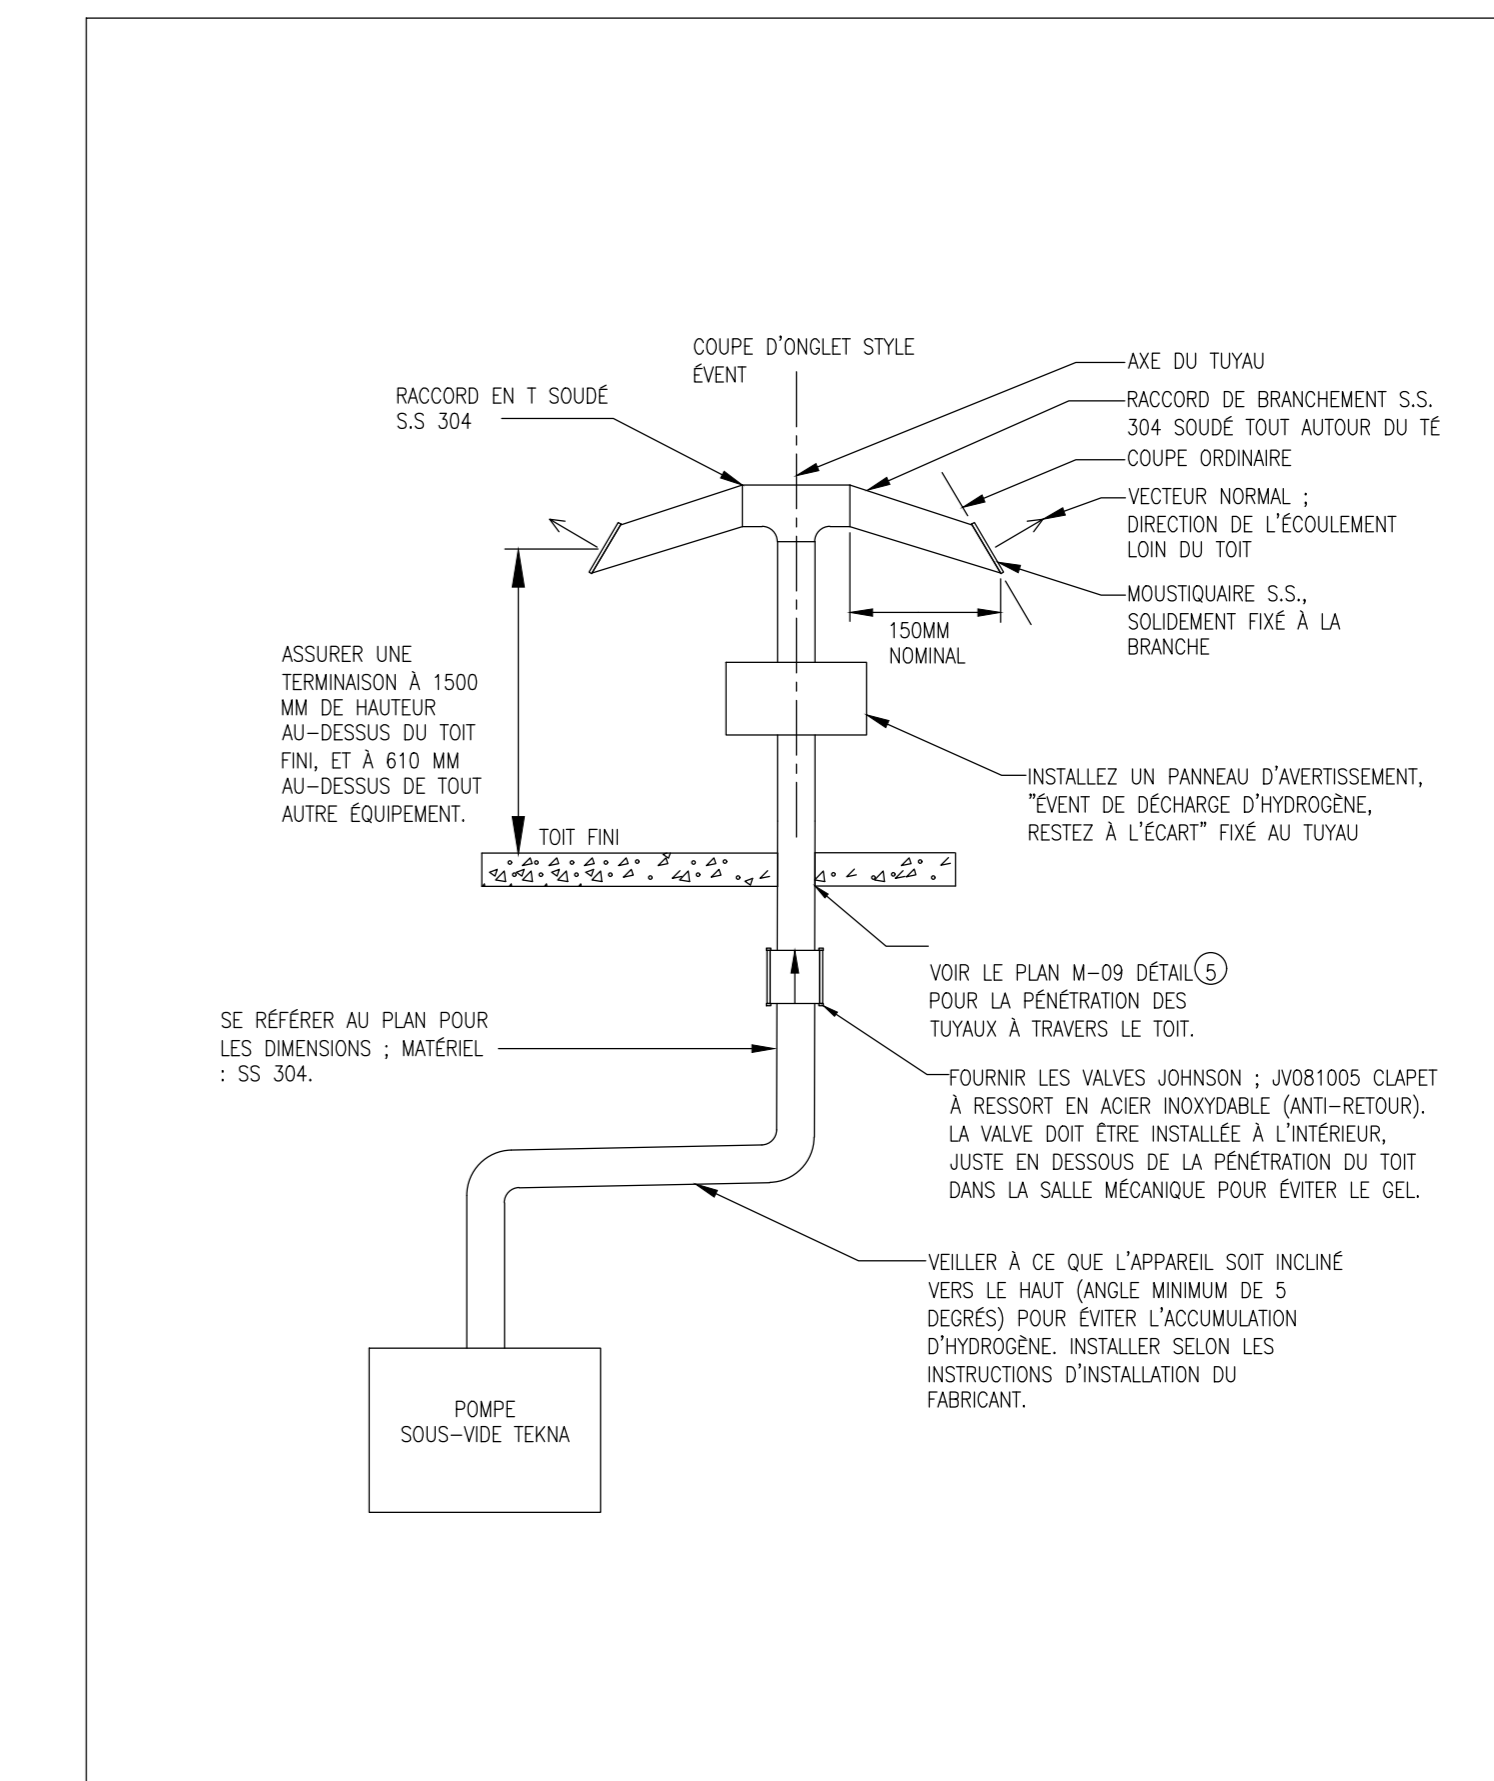 COUPE D'ONGLET STYLE
ÉVENT
RACCORD EN T SOUDÉ
S.S 304
AXE DU TUYAU
RACCORD DE BRANCHEMENT S.S.
304 SOUDÉ TOUT AUTOUR DU TÉ
COUPE ORDINAIRE
VECTEUR NORMAL ;
DIRECTION DE L'ÉCOULEMENT
LOIN DU TOIT
MOUSTIQUAIRE S.S.,
SOLIDEMENT FIXÉ À LA
BRANCHE
150MM
NOMINAL
ASSURER UNE
TERMINAISON À 1500
MM DE HAUTEUR
AU-DESSUS DU TOIT
FINI, ET À 610 MM
AU-DESSUS DE TOUT
AUTRE ÉQUIPEMENT.
INSTALLEZ UN PANNEAU D'AVERTISSEMENT,
"ÉVENT DE DÉCHARGE D'HYDROGÈNE,
RESTEZ À L'ÉCART" FIXÉ AU TUYAU
TOIT FINI
VOIR LE PLAN M-09 DÉTAIL 5
POUR LA PÉNÉTRATION DES
TUYAUX À TRAVERS LE TOIT.
SE RÉFÉRER AU PLAN POUR
LES DIMENSIONS ; MATÉRIEL
: SS 304.
FOURNIR LES VALVES JOHNSON ; JV081005 CLAPET
À RESSORT EN ACIER INOXYDABLE (ANTI-RETOUR).
LA VALVE DOIT ÊTRE INSTALLÉE À L'INTÉRIEUR,
JUSTE EN DESSOUS DE LA PÉNÉTRATION DU TOIT
DANS LA SALLE MÉCANIQUE POUR ÉVITER LE GEL.
VEILLER À CE QUE L'APPAREIL SOIT INCLINÉ
VERS LE HAUT (ANGLE MINIMUM DE 5
DEGRÉS) POUR ÉVITER L'ACCUMULATION
D'HYDROGÈNE. INSTALLER SELON LES
INSTRUCTIONS D'INSTALLATION DU
FABRICANT.
POMPE
SOUS-VIDE TEKNA